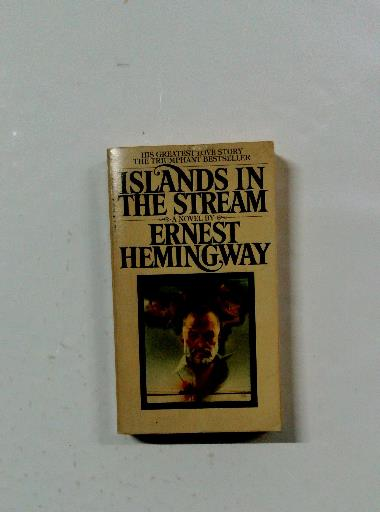 HIS GREATEST LOVE STORY
THE TRIUMPHANT BESTSELLER
ISLANDS IN
THE STREAM
A NOVEL BY
ERNEST
HEMINGWAY